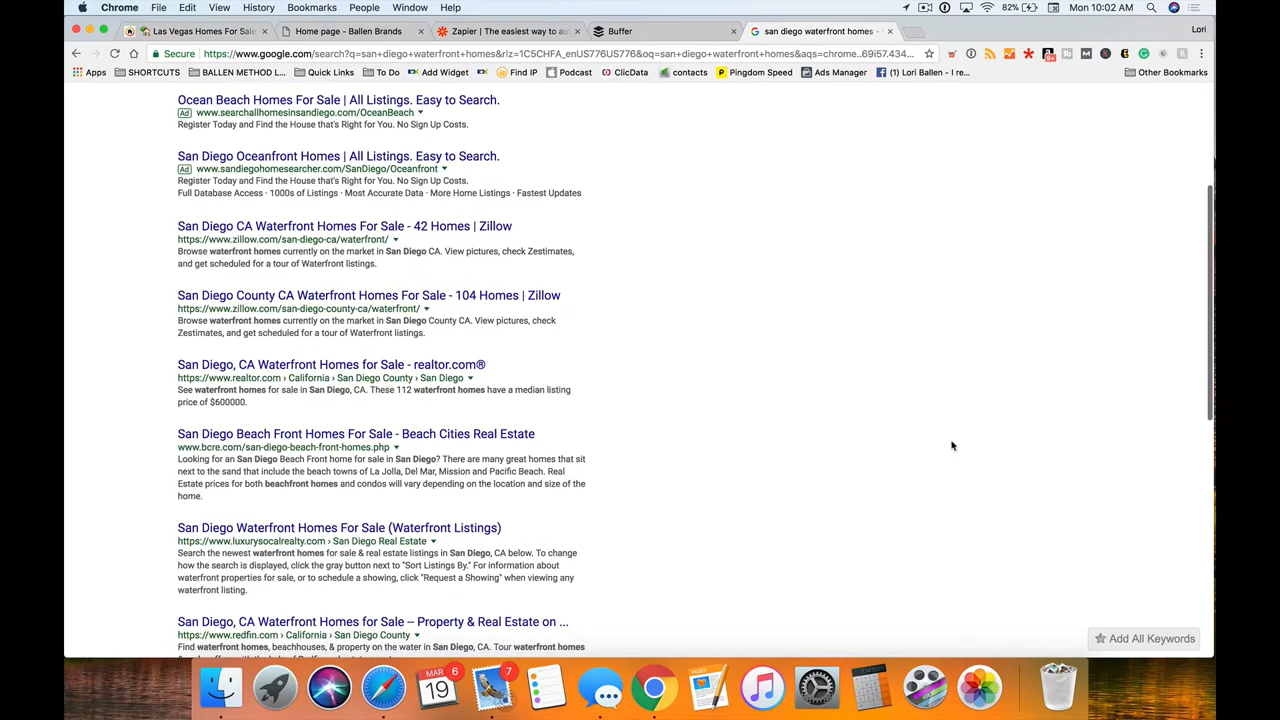 Chrome File Edit View History Bookmarks People Window Help 82% Mon 10:02 AM
Las Vegas Homes For Sale Home page - Ballen Brands Zapier | The easiest way to au Buffer san diego waterfront homes - Lori
Secure https://www.google.com/search?q=san+diego+waterfront+homes&rlz=1C5CHFA_enUS776US776&oq=san+diego+waterfront+homes&aqs=chrome..69i57.414...
Apps SHORTCUTS BALLEN METHOD L... Quick Links To Do Add Widget Find IP Podcast ClicData contacts Pingdom Speed Ads Manager (1) Lori Ballen - I re... Other Bookmarks
Ocean Beach Homes For Sale | All Listings. Easy to Search.
Ad www.searchallhomesinsandiego.com/OceanBeach
Register Today and Find the House that's Right for You. No Sign Up Costs.
San Diego Oceanfront Homes | All Listings. Easy to Search.
Ad www.sandiegohomesearcher.com/SanDiego/Oceanfront
Register Today and Find the House that's Right for You. No Sign Up Costs.
Full Database Access · 1000s of Listings · Most Accurate Data · More Home Listings · Fastest Updates
San Diego CA Waterfront Homes For Sale - 42 Homes | Zillow
https://www.zillow.com/san-diego-ca/waterfront/
Browse waterfront homes currently on the market in San Diego CA. View pictures, check Zestimates,
and get scheduled for a tour of Waterfront listings.
San Diego County CA Waterfront Homes For Sale - 104 Homes | Zillow
https://www.zillow.com/san-diego-county-ca/waterfront/
Browse waterfront homes currently on the market in San Diego County CA. View pictures, check
Zestimates, and get scheduled for a tour of Waterfront listings.
San Diego, CA Waterfront Homes for Sale - realtor.com®
https://www.realtor.com › California › San Diego County › San Diego
See waterfront homes for sale in San Diego, CA. These 112 waterfront homes have a median listing
price of $600000.
San Diego Beach Front Homes For Sale - Beach Cities Real Estate
www.bcre.com/san-diego-beach-front-homes.php
Looking for an San Diego Beach Front home for sale in San Diego? There are many great homes that sit
next to the sand that include the beach towns of La Jolla, Del Mar, Mission and Pacific Beach. Real
Estate prices for both beachfront homes and condos will vary depending on the location and size of the
home.
San Diego Waterfront Homes For Sale (Waterfront Listings)
https://www.luxurysocalrealty.com › San Diego Real Estate
Search the newest waterfront homes for sale & real estate listings in San Diego, CA below. To change
how the search is displayed, click the gray button next to "Sort Listings By." For information about
waterfront properties for sale, or to schedule a showing, click "Request a Showing" when viewing any
waterfront listing.
San Diego, CA Waterfront Homes for Sale -- Property & Real Estate on ...
https://www.redfin.com › California › San Diego County
Find waterfront homes, beachhouses, & property on the water in San Diego. Tour waterfront homes
Add All Keywords
MAR 6 7
19
PAGES